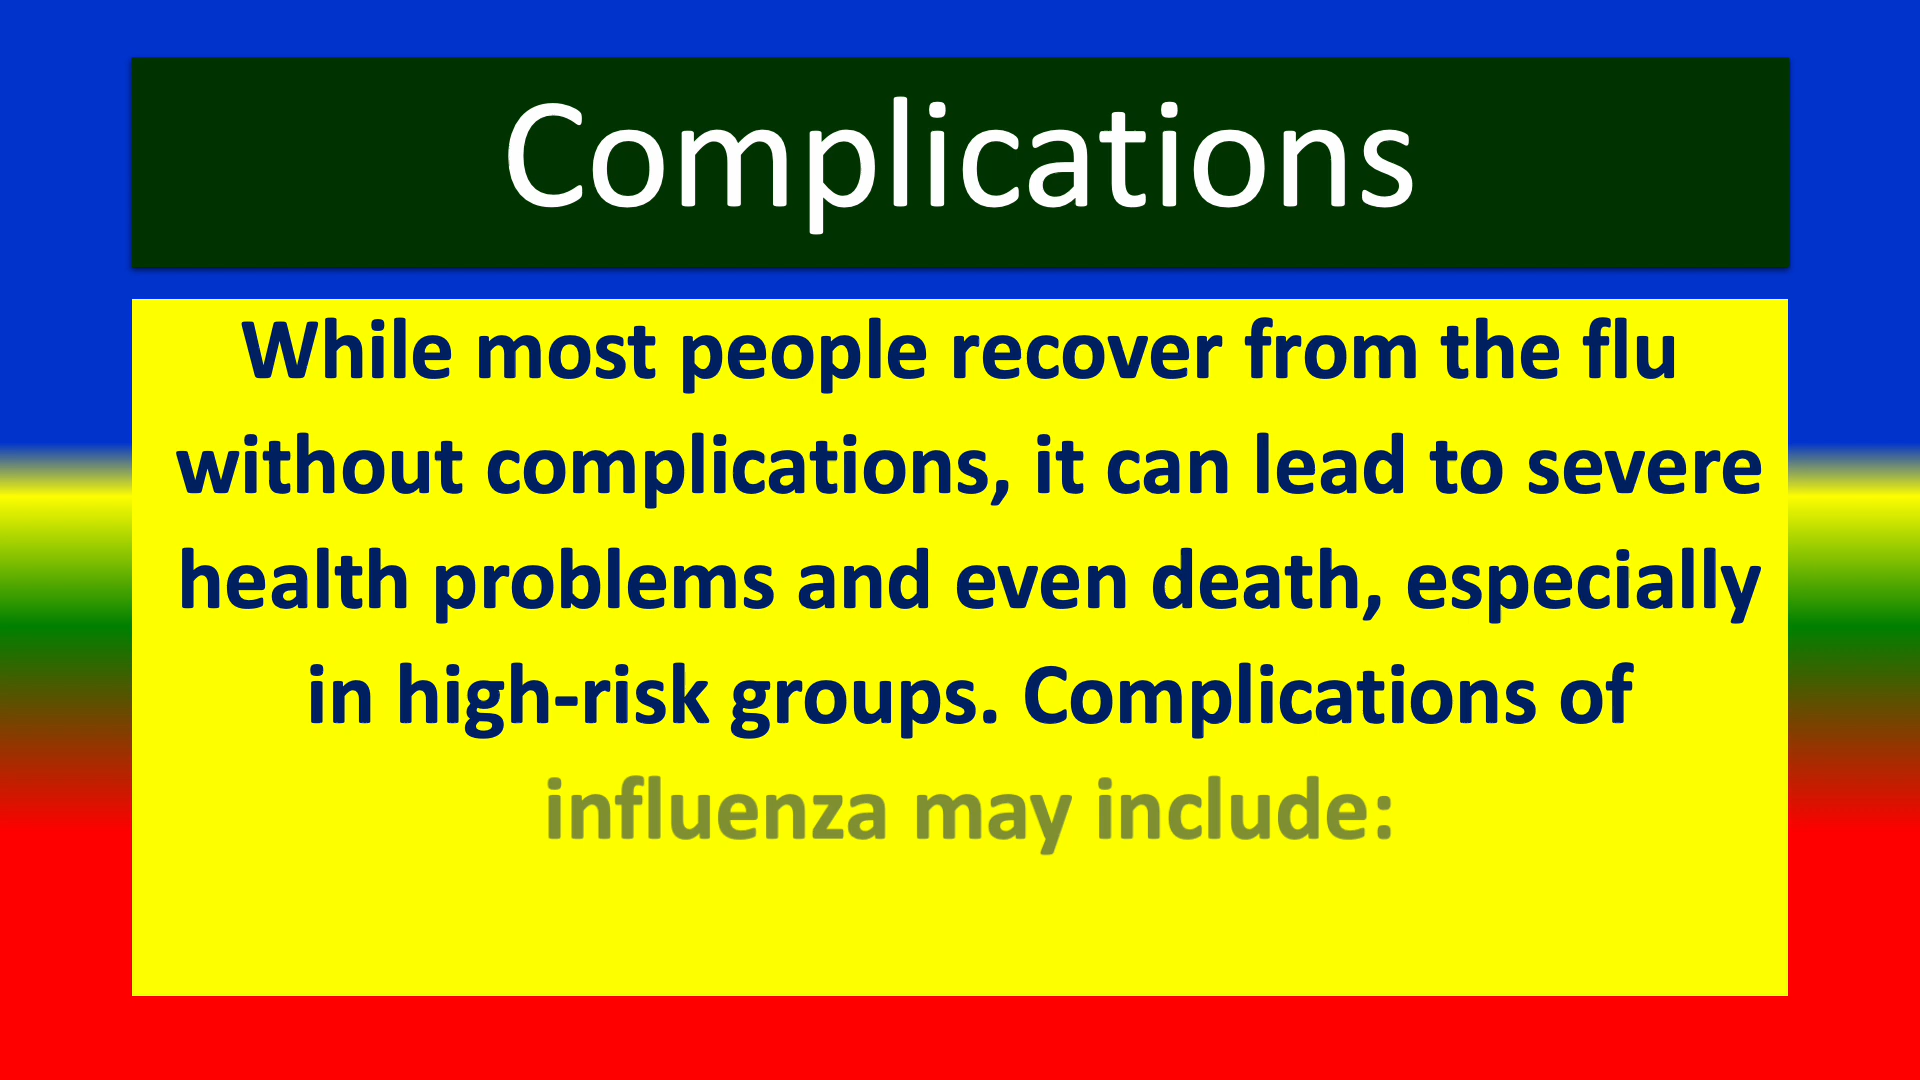 Complications
While most people recover from the flu
without complications, it can lead to severe
health problems and even death, especially
in high-risk groups. Complications of
influenza may include: